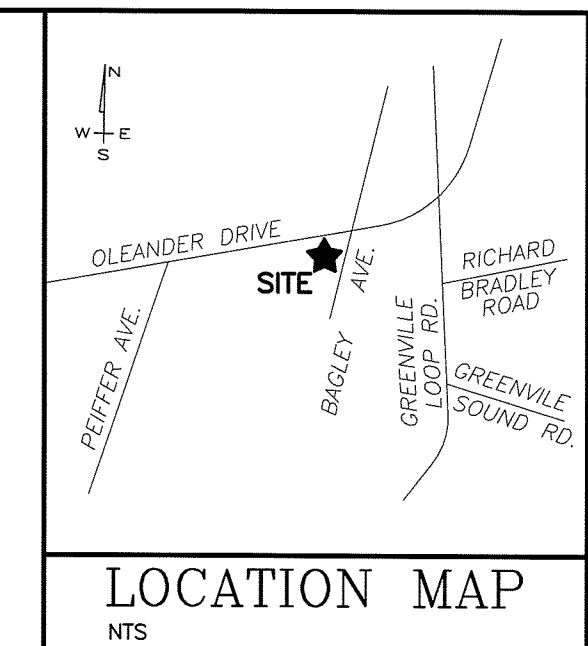 N
W E
S
OLEANDER DRIVE
SITE
PEIFFER AVE.
BAGLEY AVE.
GREENVILLE
LOOP RD.
RICHARD
BRADLEY
ROAD
GREENVILE
SOUND RD.
LOCATION MAP
NTS